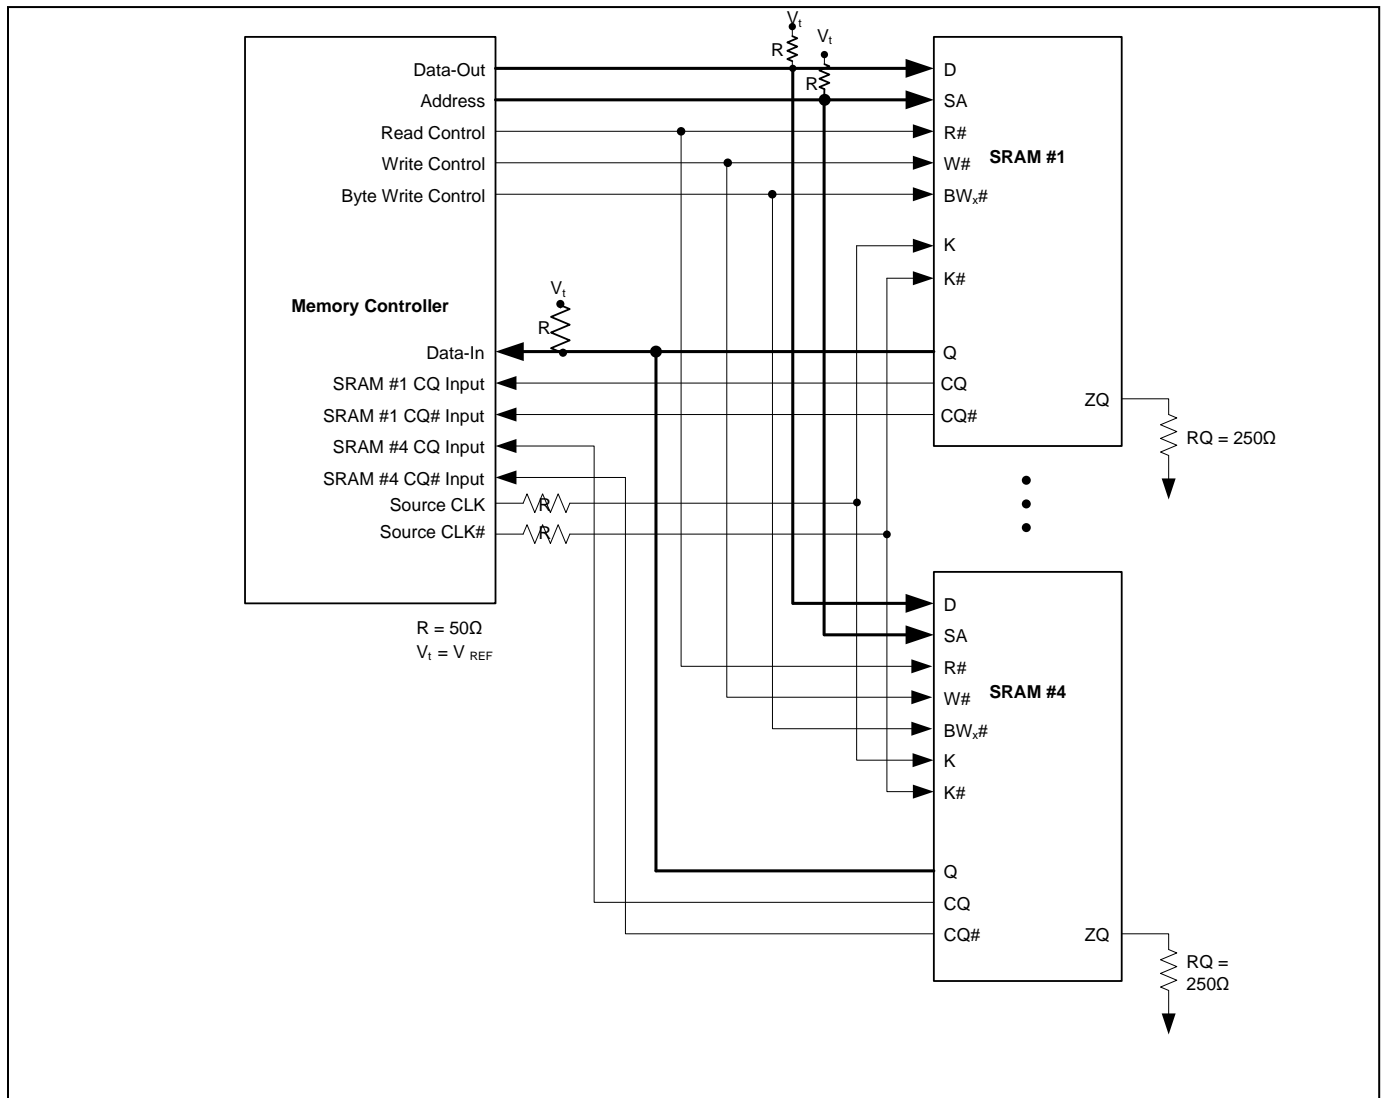 Vt
R
Vt
R
Data-Out
Address
Read Control
Write Control
Byte Write Control
Memory Controller
Vt
R
Data-In
SRAM #1 CQ Input
SRAM #1 CQ# Input
SRAM #4 CQ Input
SRAM #4 CQ# Input
Source CLK
R
Source CLK#
R
R = 50Ω
Vt = V REF
D
SA
R#
W#
BWx#
K
K#
SRAM #1
Q
CQ
CQ#
ZQ
RQ = 250Ω
D
SA
R#
W#
BWx#
K
K#
SRAM #4
Q
CQ
CQ#
ZQ
RQ =
250Ω